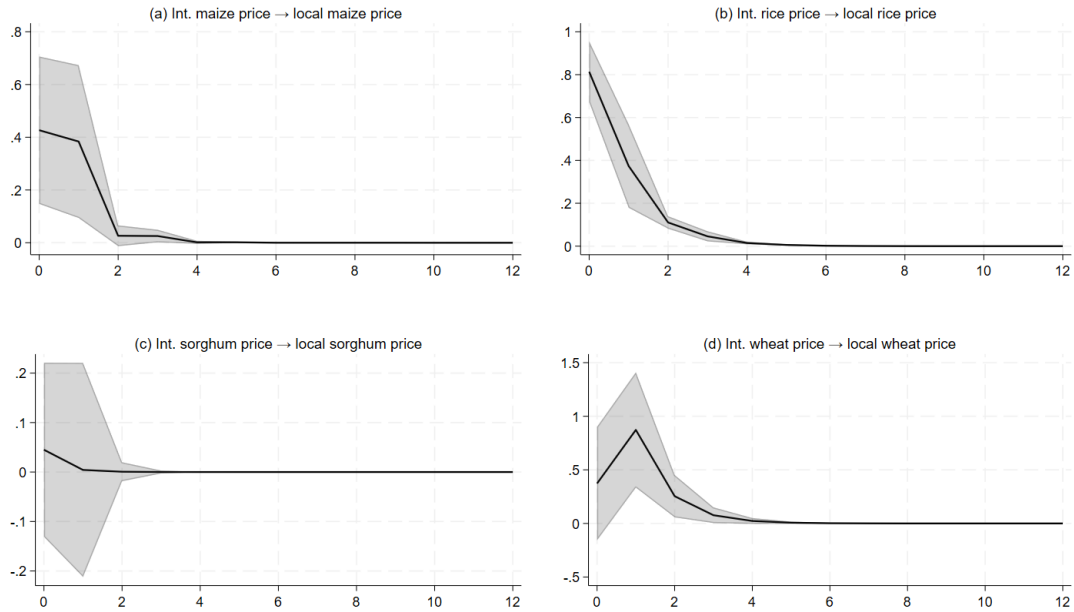 (a) Int. maize price → local maize price
.8
.6
.4
.2
0
0 2 4 6 8 10 12
(b) Int. rice price → local rice price
1
.8
.6
.4
.2
0
0 2 4 6 8 10 12
(c) Int. sorghum price → local sorghum price
.2
.1
0
-.1
-.2
0 2 4 6 8 10 12
(d) Int. wheat price → local wheat price
1.5
1
.5
0
-.5
0 2 4 6 8 10 12